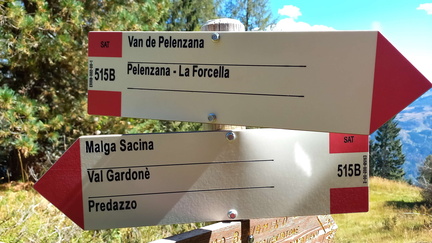 SAT
515B
Van de Pelenzana
Pelenzana - La Forcella
Malga Sacina
Val Gardonè
Predazzo
SAT
515B